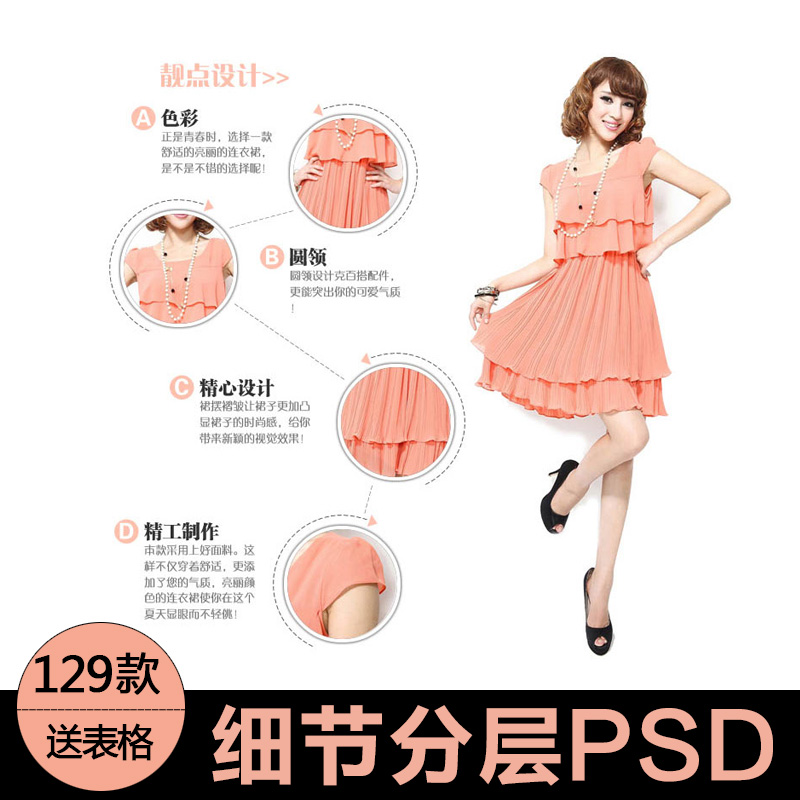 靓点设计>>
A 色彩
正是青春时，选择一款
舒适的亮丽的连衣裙，
是不是不错的选择呢！
B 圆领
圆领设计克百搭配件，
更能突出你的可爱气质
！
C 精心设计
裙摆褶皱让裙子更加凸
显裙子的时尚感，给你
带来新颖的视觉效果！
D 精工制作
本款采用上好面料。这
样不仅穿着舒适，更添
加了您的气质，亮丽颜
色的连衣裙使你在这个
夏天显眼而不轻佻！
129款
送表格
细节分层PSD